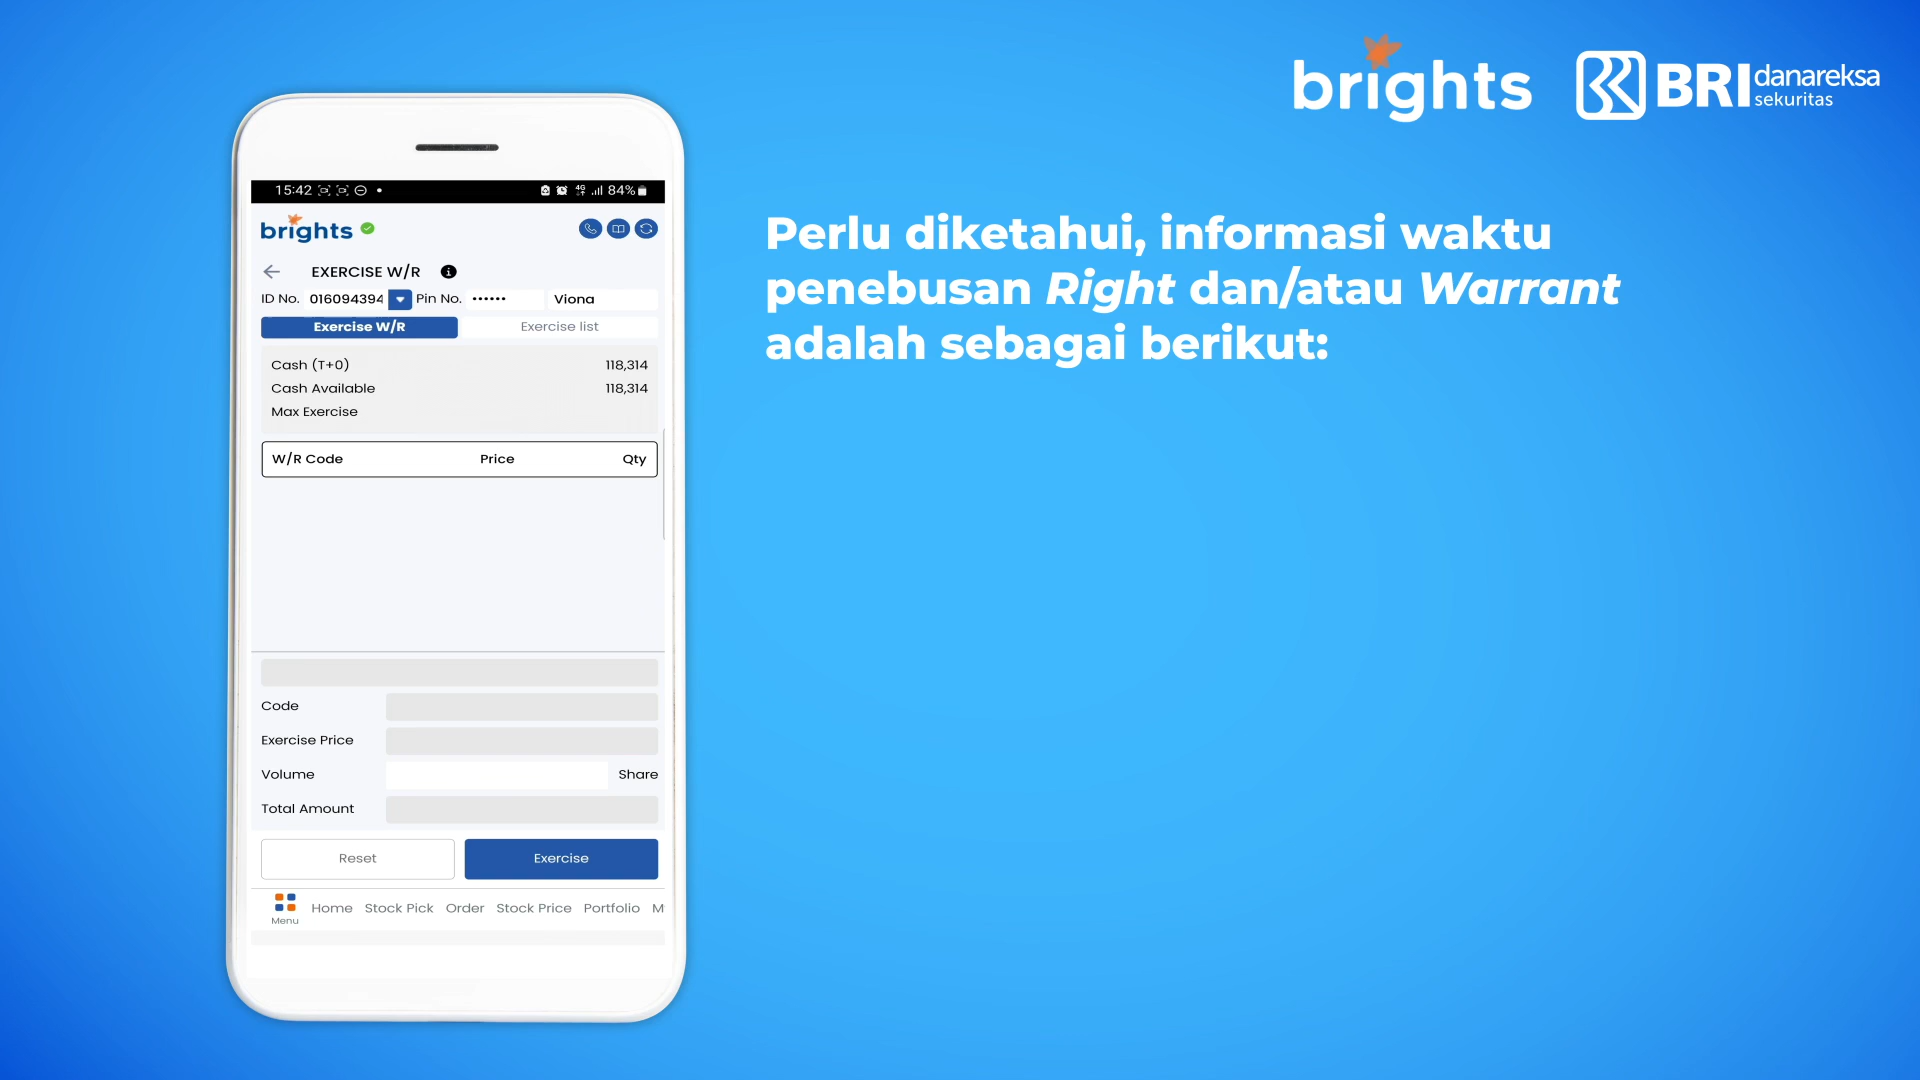 brights
BRI danareksa
sekuritas
15:42
4G
84%
brights
EXERCISE W/R
ID No. 016094394 Pin No. •••••• Viona
Exercise W/R Exercise list
Cash (T+0) 118,314
Cash Available 118,314
Max Exercise
W/R Code Price Qty
Code
Exercise Price
Volume Share
Total Amount
Reset Exercise
Home Stock Pick Order Stock Price Portfolio M
Menu
Perlu diketahui, informasi waktu
penebusan Right dan/atau Warrant
adalah sebagai berikut: